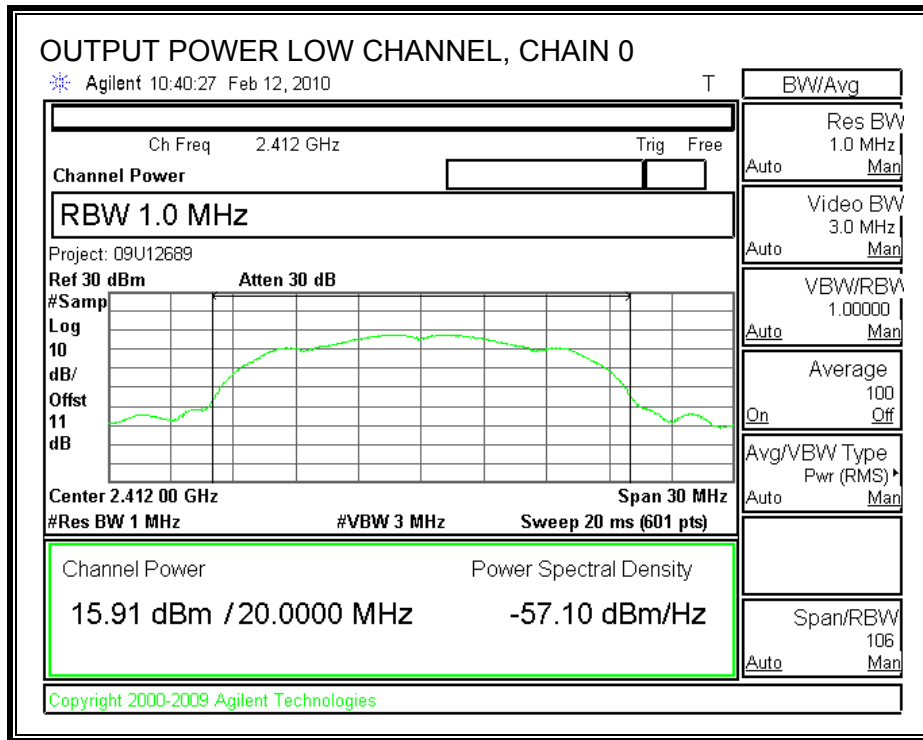 OUTPUT POWER LOW CHANNEL, CHAIN 0
Agilent 10:40:27 Feb 12, 2010 T
Ch Freq 2.412 GHz Trig Free
Channel Power
RBW 1.0 MHz
Project: 09U12689
Ref 30 dBm Atten 30 dB
#Samp
Log
10
dB/
Offst
11
dB
Center 2.412 00 GHz Span 30 MHz
#Res BW 1 MHz #VBW 3 MHz Sweep 20 ms (601 pts)
Channel Power Power Spectral Density
15.91 dBm / 20.0000 MHz -57.10 dBm/Hz
Copyright 2000-2009 Agilent Technologies
BW/Avg
Res BW
1.0 MHz
Auto Man
Video BW
3.0 MHz
Auto Man
VBW/RBW
1.00000
Auto Man
Average
100
On Off
Avg/VBW Type
Pwr (RMS)
Auto Man
Span/RBW
106
Auto Man